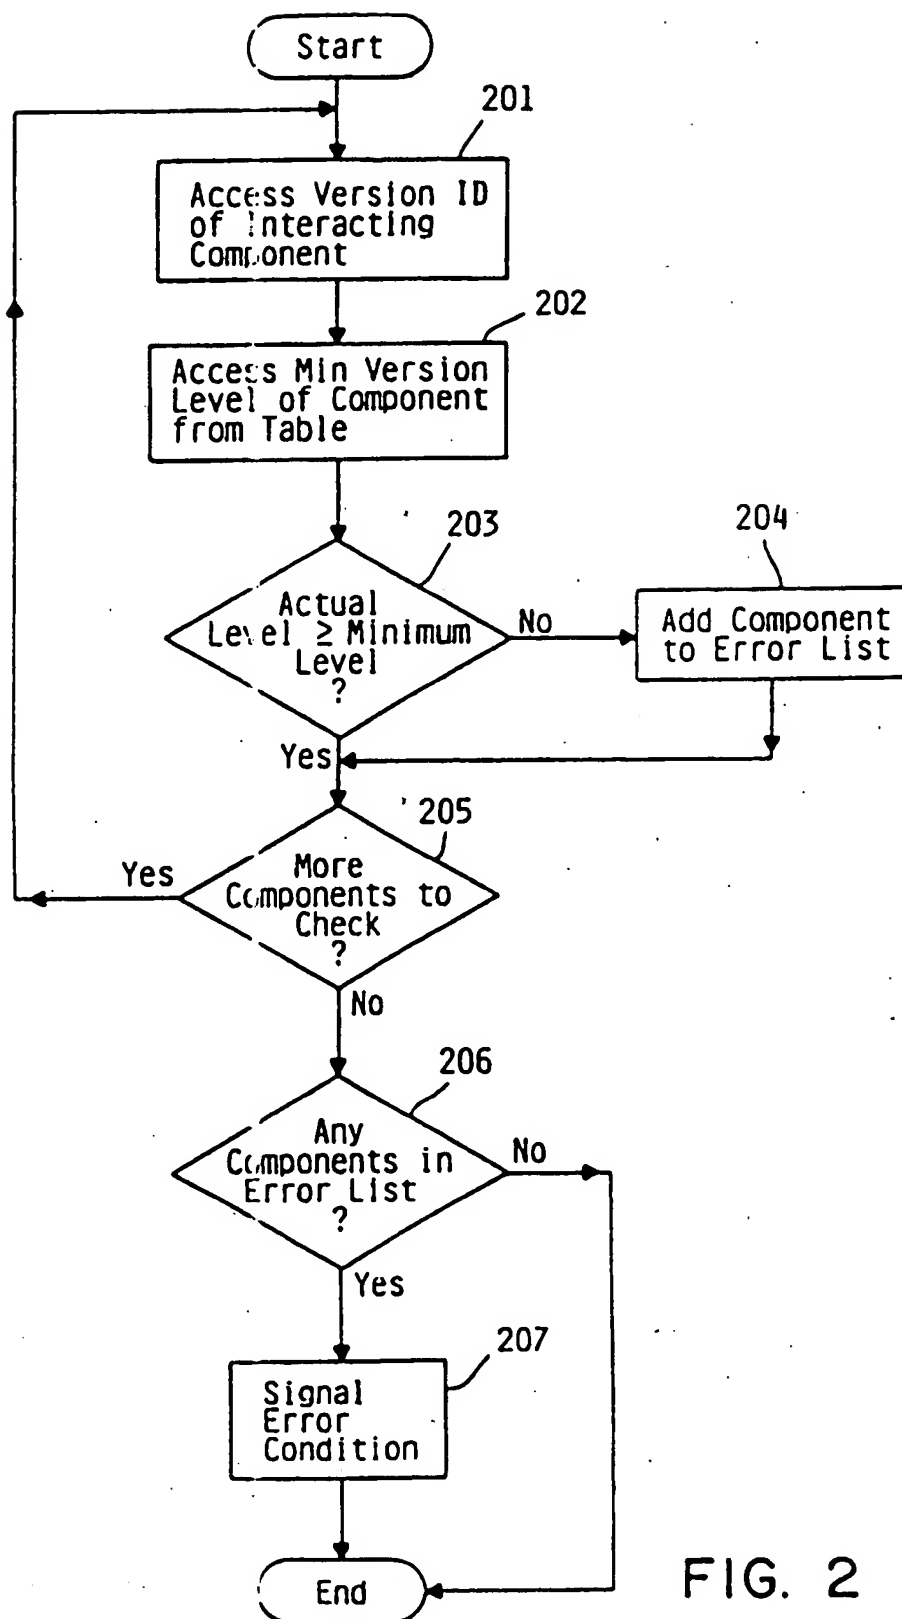 Start
201
Access Version ID
of Interacting
Component
202
Access Min Version
Level of Component
from Table
203
Actual
Level ≥ Minimum
Level
?
No
204
Add Component
to Error List
Yes
205
More
Components to
Check
?
Yes
No
206
Any
Components in
Error List
?
No
Yes
207
Signal
Error
Condition
End
FIG. 2